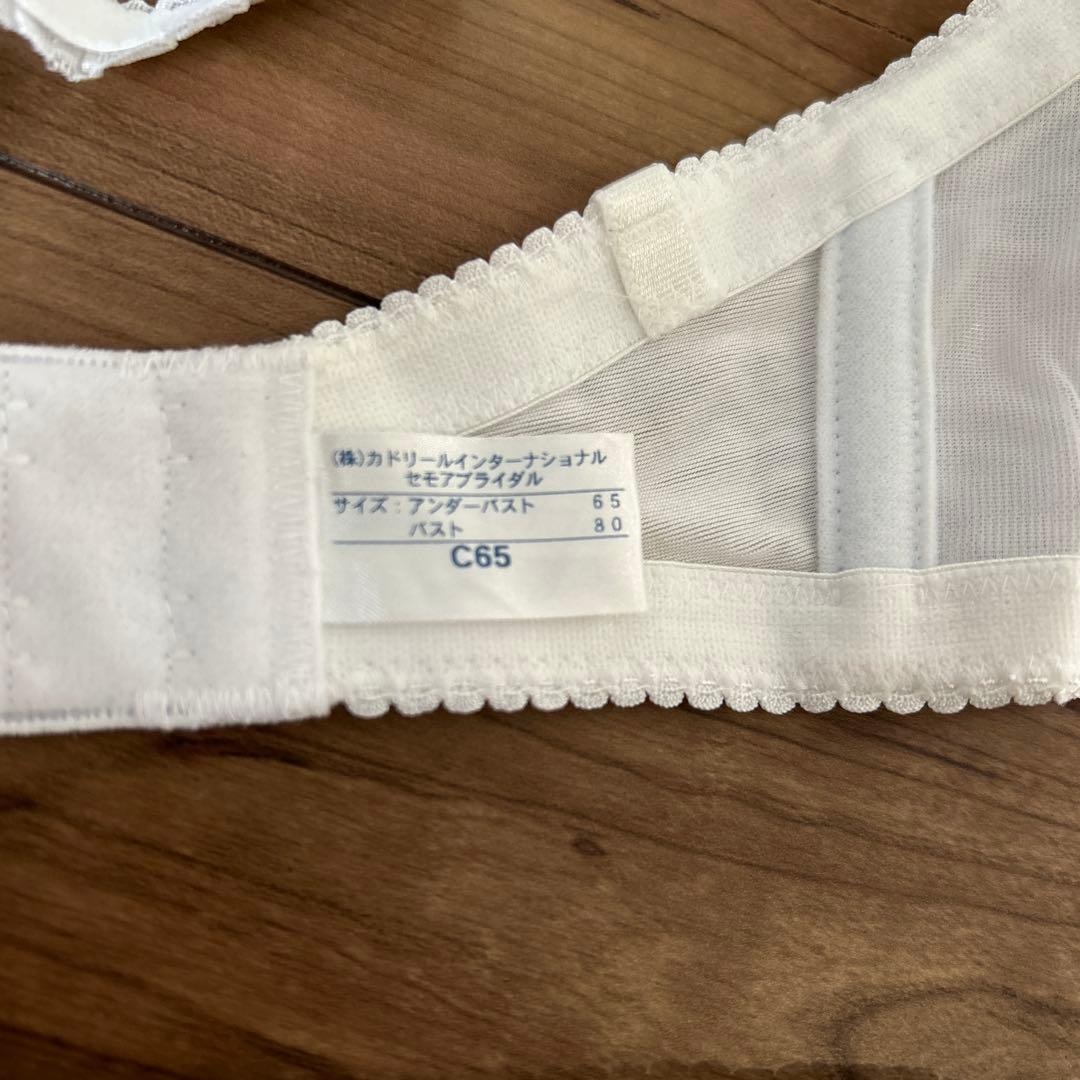 (株)カドリールインターナショナル
セモアブライダル
サイズ:アンダーバスト 65
バスト 80
C65